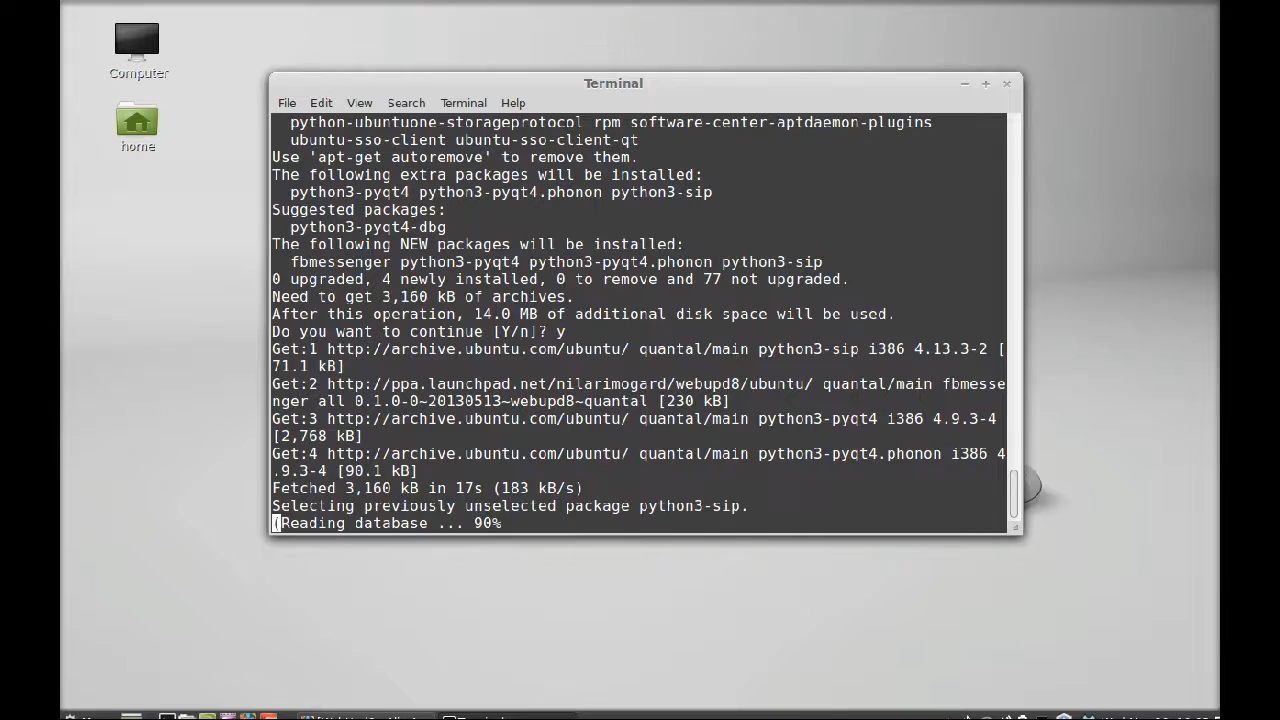 Computer
home
Terminal
File Edit View Search Terminal Help
python-ubuntuone-storageprotocol rpm software-center-aptdaemon-plugins
ubuntu-sso-client ubuntu-sso-client-qt
Use 'apt-get autoremove' to remove them.
The following extra packages will be installed:
python3-pyqt4 python3-pyqt4.phonon python3-sip
Suggested packages:
python3-pyqt4-dbg
The following NEW packages will be installed:
fbmessenger python3-pyqt4 python3-pyqt4.phonon python3-sip
0 upgraded, 4 newly installed, 0 to remove and 77 not upgraded.
Need to get 3,160 kB of archives.
After this operation, 14.0 MB of additional disk space will be used.
Do you want to continue [Y/n]? y
Get:1 http://archive.ubuntu.com/ubuntu/ quantal/main python3-sip i386 4.13.3-2 [
71.1 kB]
Get:2 http://ppa.launchpad.net/nilarimogard/webupd8/ubuntu/ quantal/main fbmesse
nger all 0.1.0-0~20130513~webupd8~quantal [230 kB]
Get:3 http://archive.ubuntu.com/ubuntu/ quantal/main python3-pyqt4 i386 4.9.3-4
[2,768 kB]
Get:4 http://archive.ubuntu.com/ubuntu/ quantal/main python3-pyqt4.phonon i386 4
.9.3-4 [90.1 kB]
Fetched 3,160 kB in 17s (183 kB/s)
Selecting previously unselected package python3-sip.
(Reading database ... 90%